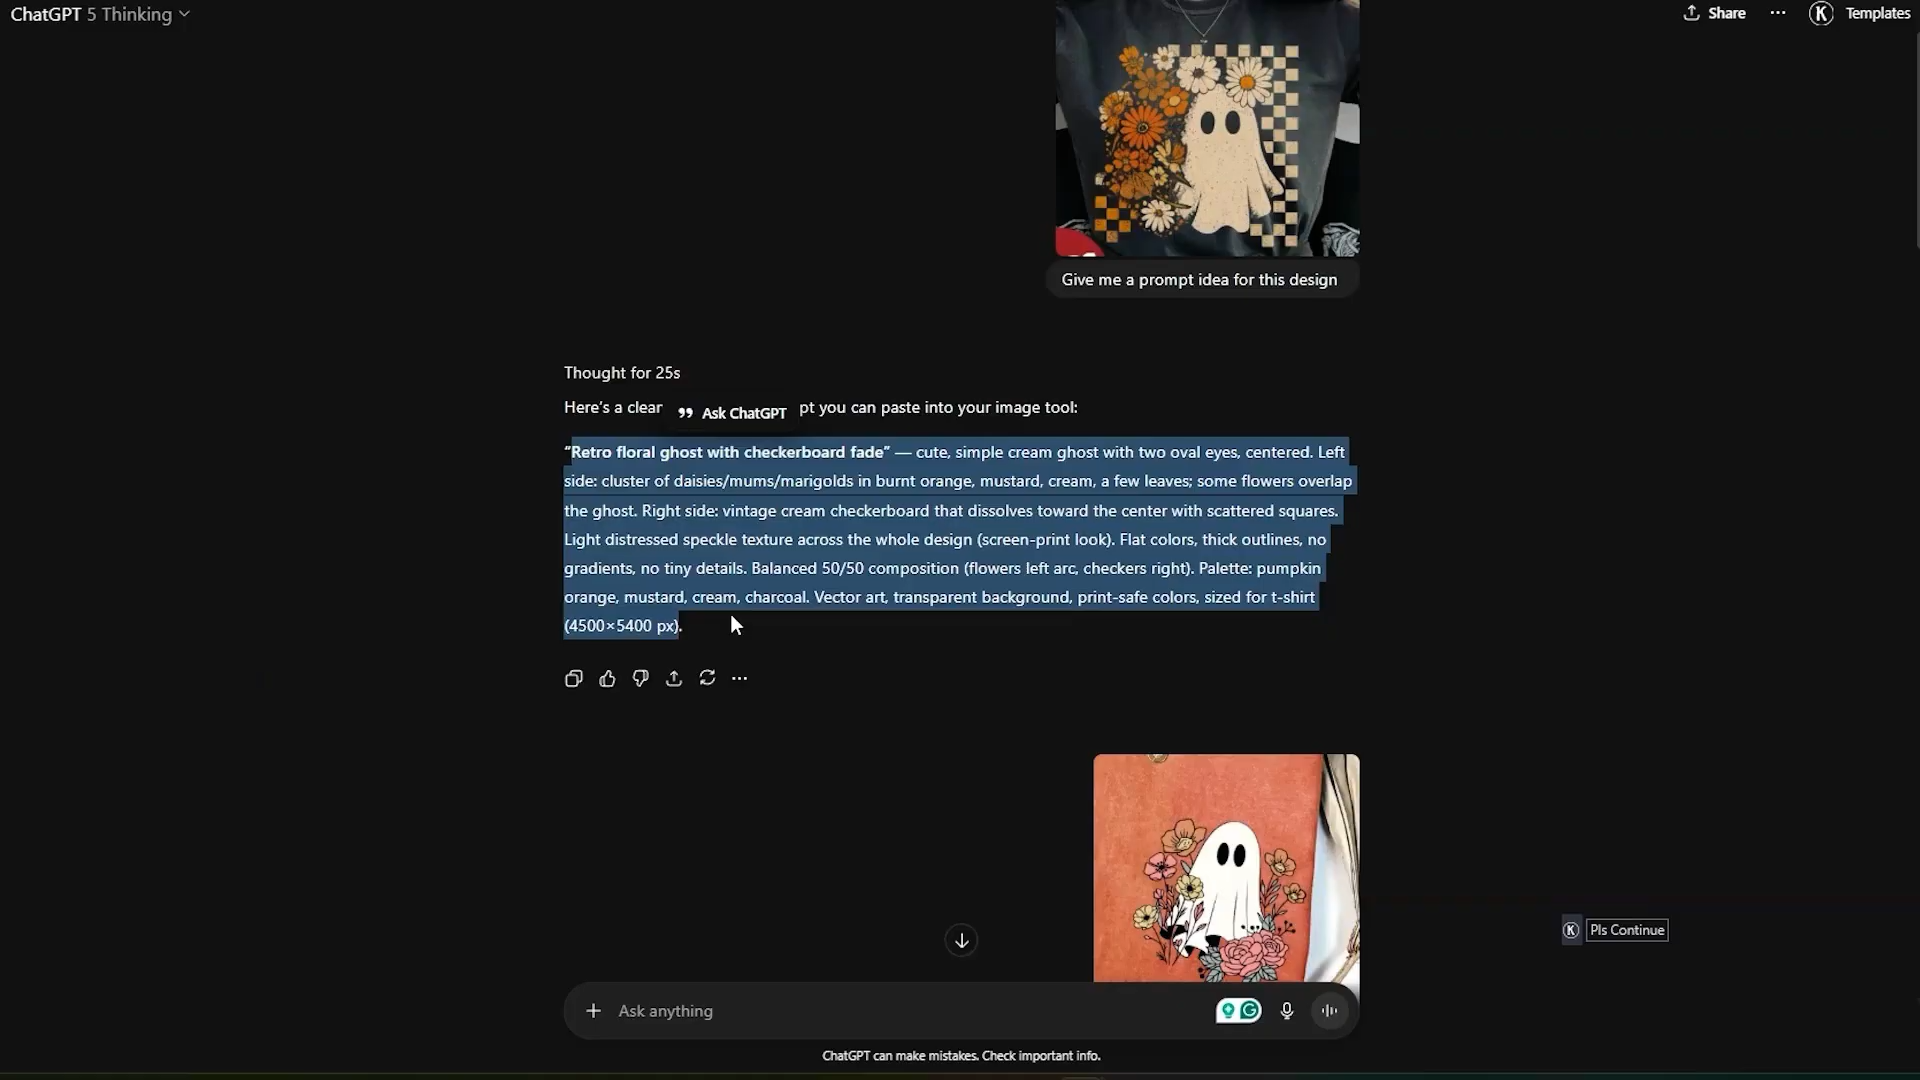 ChatGPT 5 Thinking
Share
K
Templates
Give me a prompt idea for this design
Thought for 25s
Here's a clear
Ask ChatGPT
pt you can paste into your image tool:
“Retro floral ghost with checkerboard fade” — cute, simple cream ghost with two oval eyes, centered. Left
side: cluster of daisies/mums/marigolds in burnt orange, mustard, cream, a few leaves; some flowers overlap
the ghost. Right side: vintage cream checkerboard that dissolves toward the center with scattered squares.
Light distressed speckle texture across the whole design (screen-print look). Flat colors, thick outlines, no
gradients, no tiny details. Balanced 50/50 composition (flowers left arc, checkers right). Palette: pumpkin
orange, mustard, cream, charcoal. Vector art, transparent background, print-safe colors, sized for t-shirt
(4500×5400 px).
K Pls Continue
Ask anything
ChatGPT can make mistakes. Check important info.